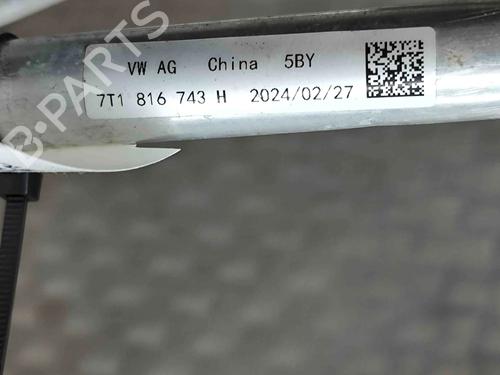 B-PARTS
VW AG China 5BY
7T1 816 743 H 2024/02/27